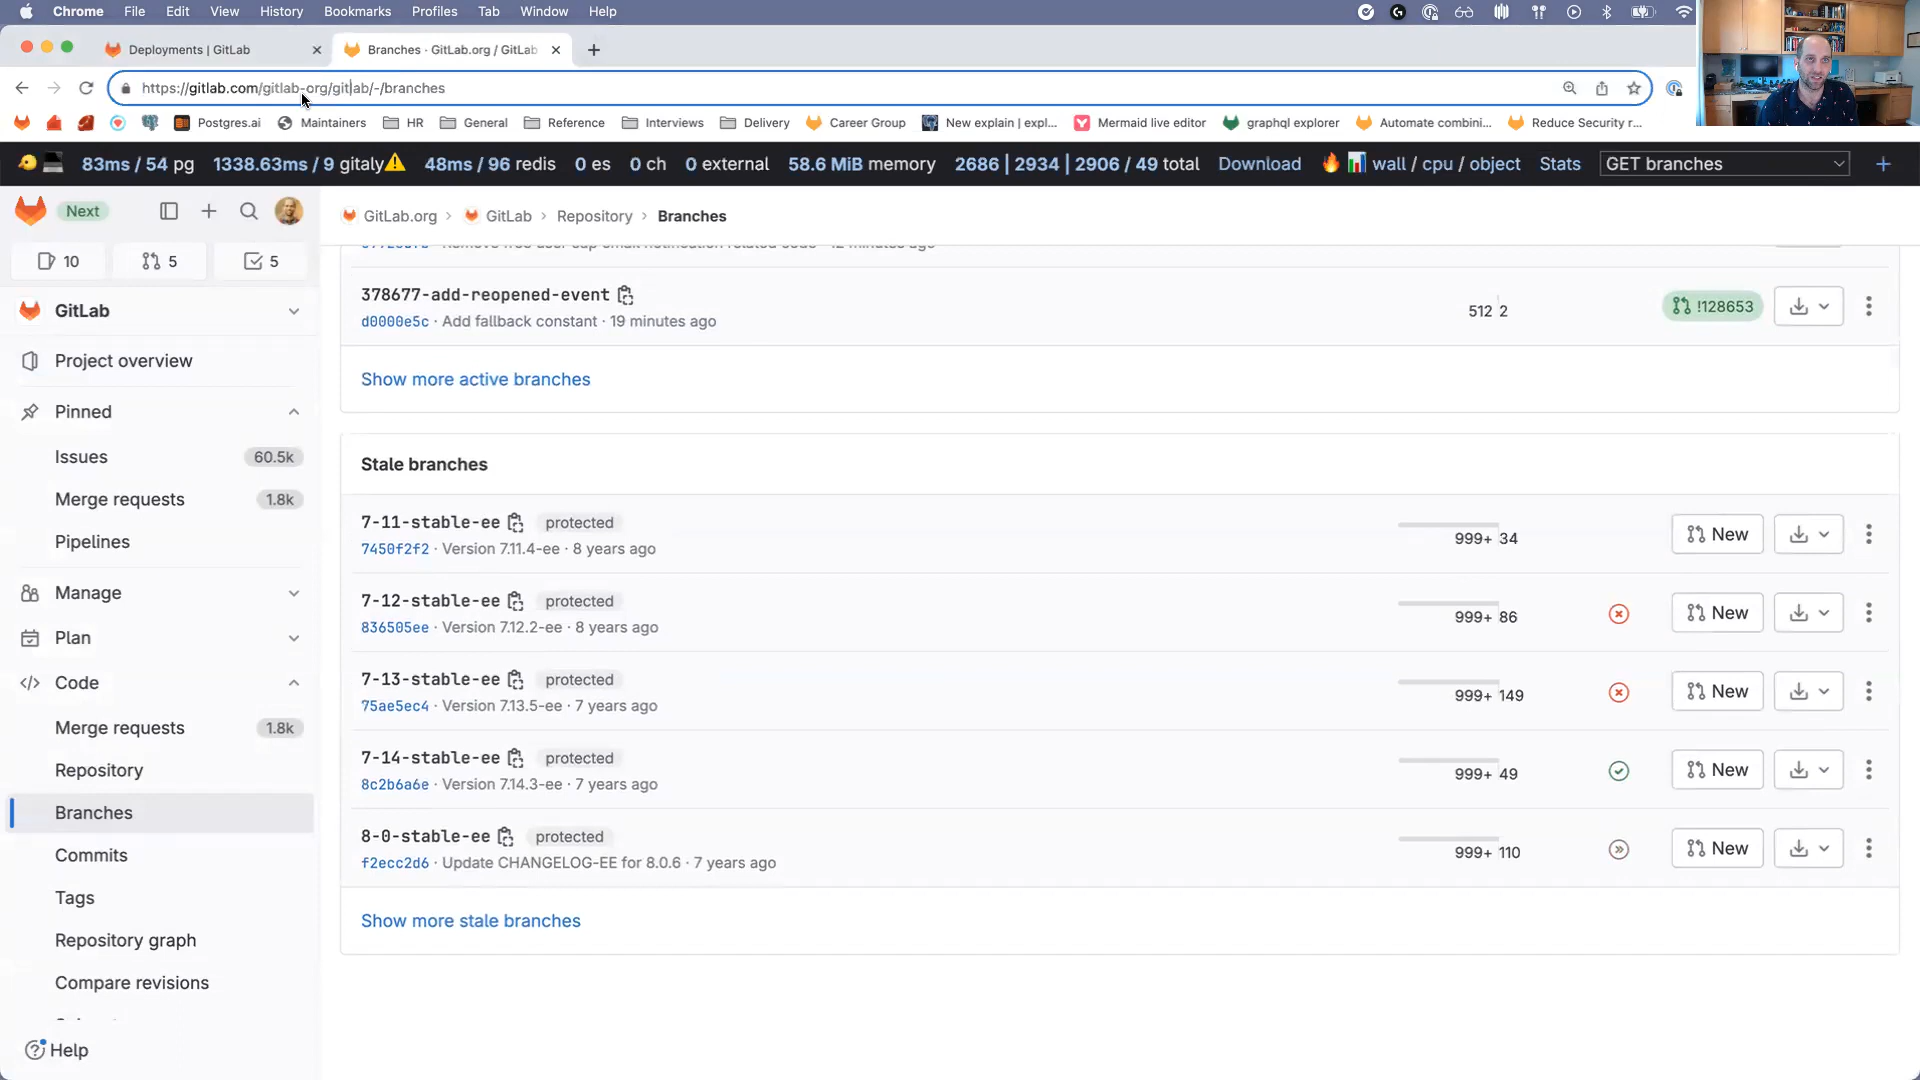 Chrome File Edit View History Bookmarks Profiles Tab Window Help
Deployments | GitLab
Branches · GitLab.org / GitLab
https://gitlab.com/gitlab-org/gitlab/-/branches
Postgres.ai Maintainers HR General Reference Interviews Delivery Career Group New explain | expl... Mermaid live editor graphql explorer Automate combini... Reduce Security r...
83ms / 54 pg 1338.63ms / 9 gitaly 48ms / 96 redis 0 es 0 ch 0 external 58.6 MiB memory 2686 | 2934 | 2906 / 49 total Download wall / cpu / object Stats GET branches
Next
GitLab.org › GitLab › Repository › Branches
10 5 5
378677-add-reopened-event
512 2
!128653
d0000e5c · Add fallback constant · 19 minutes ago
Show more active branches
Stale branches
7-11-stable-ee protected
7450f2f2 · Version 7.11.4-ee · 8 years ago
999+ 34
New
7-12-stable-ee protected
836505ee · Version 7.12.2-ee · 8 years ago
999+ 86
New
7-13-stable-ee protected
75ae5ec4 · Version 7.13.5-ee · 7 years ago
999+ 149
New
7-14-stable-ee protected
8c2b6a6e · Version 7.14.3-ee · 7 years ago
999+ 49
New
8-0-stable-ee protected
f2ecc2d6 · Update CHANGELOG-EE for 8.0.6 · 7 years ago
999+ 110
New
Show more stale branches
GitLab
Project overview
Pinned
Issues 60.5k
Merge requests 1.8k
Pipelines
Manage
Plan
Code
Merge requests 1.8k
Repository
Branches
Commits
Tags
Repository graph
Compare revisions
Help